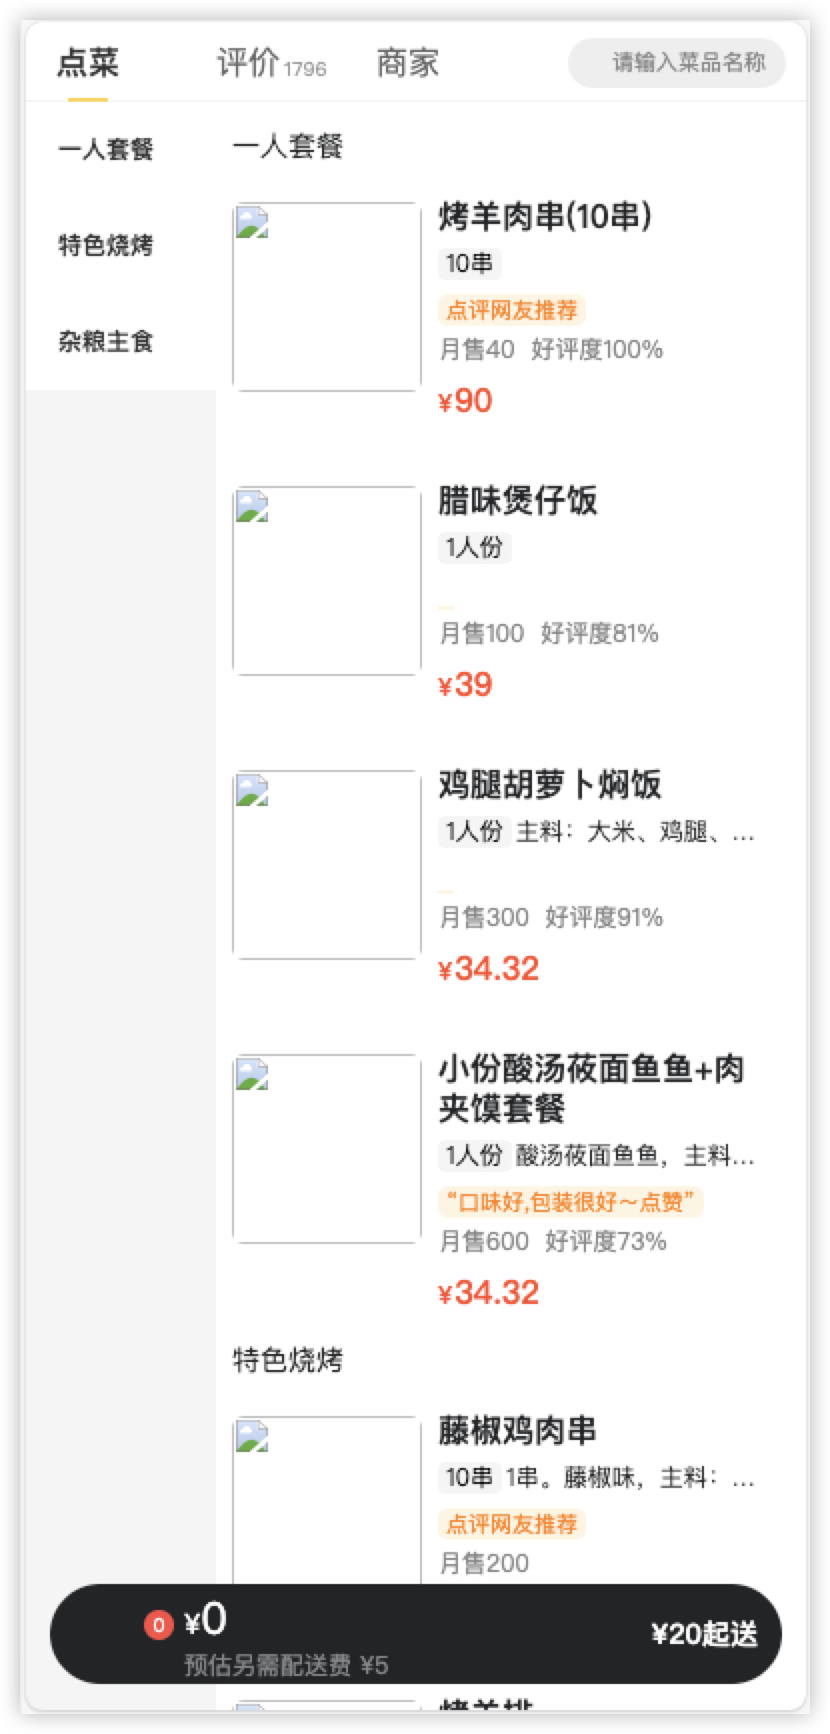 点菜 评价 1796 商家 请输入菜品名称
一人套餐
特色烧烤
杂粮主食
一人套餐
烤羊肉串(10串)
10串
点评网友推荐
月售40 好评度100%
¥90
腊味煲仔饭
1人份
月售100 好评度81%
¥39
鸡腿胡萝卜焖饭
1人份 主料：大米、鸡腿、...
月售300 好评度91%
¥34.32
小份酸汤莜面鱼鱼+肉
夹馍套餐
1人份 酸汤莜面鱼鱼，主料...
“口味好,包装很好～点赞”
月售600 好评度73%
¥34.32
特色烧烤
藤椒鸡肉串
10串 1串。藤椒味，主料：...
点评网友推荐
月售200
0 ¥0
预估另需配送费 ¥5
¥20起送